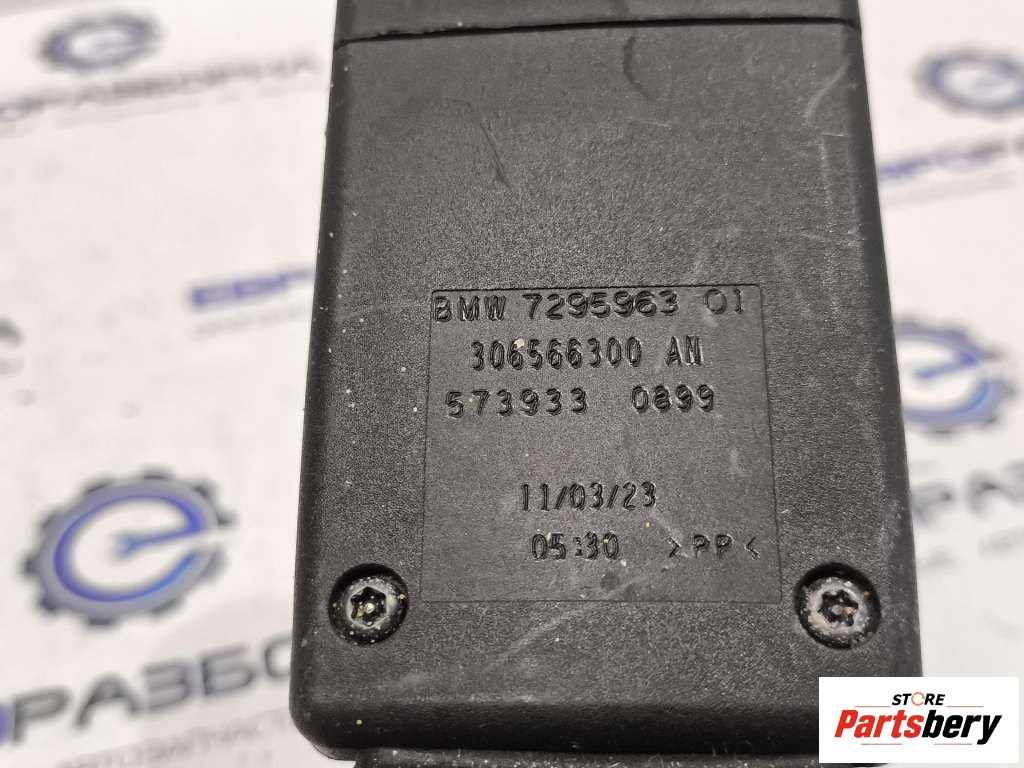 BMW 7295963 01
306566300 AN
573933 0899
11/03/23
05:30 >PP<
STORE
Partsbery